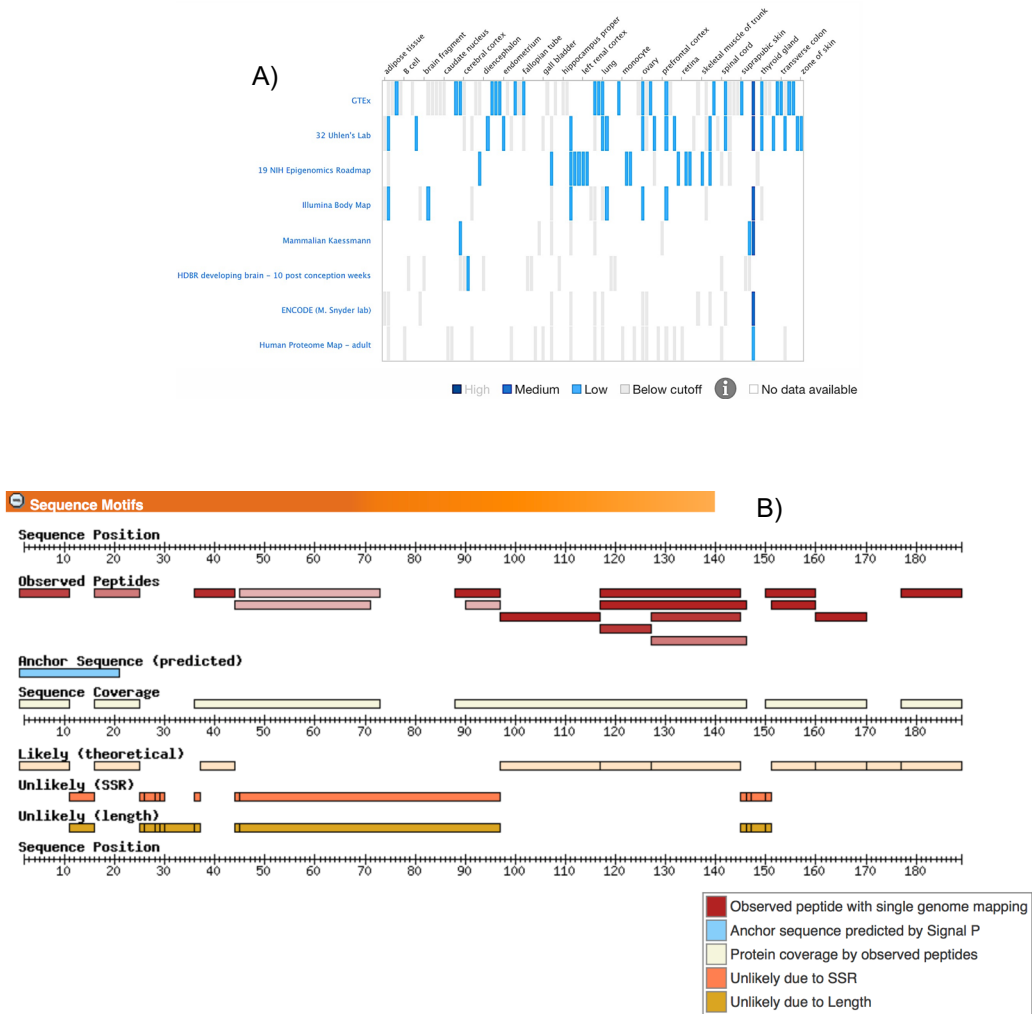 A)
adipose tissue
B cell
brain fragment
caudate nucleus
cerebral cortex
diencephalon
endometrium
fallopian tube
gall bladder
hippocampus proper
left renal cortex
lung
monocyte
ovary
prefrontal cortex
retina
skeletal muscle of trunk
spinal cord
suprapubic skin
thyroid gland
transverse colon
zone of skin
GTEx
32 Uhlen's Lab
19 NIH Epigenomics Roadmap
Illumina Body Map
Mammalian Kaessmann
HDBR developing brain - 10 post conception weeks
ENCODE (M. Snyder lab)
Human Proteome Map - adult
High Medium Low Below cutoff i No data available
Sequence Motifs
B)
Sequence Position
10 20 30 40 50 60 70 80 90 100 110 120 130 140 150 160 170 180
Observed Peptides
Anchor Sequence (predicted)
Sequence Coverage
10 20 30 40 50 60 70 80 90 100 110 120 130 140 150 160 170 180
Likely (theoretical)
Unlikely (SSR)
Unlikely (length)
Sequence Position
10 20 30 40 50 60 70 80 90 100 110 120 130 140 150 160 170 180
Observed peptide with single genome mapping
Anchor sequence predicted by Signal P
Protein coverage by observed peptides
Unlikely due to SSR
Unlikely due to Length